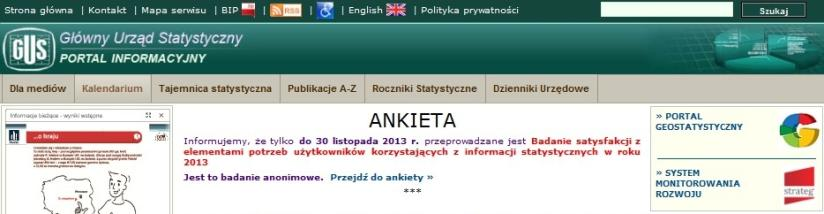 Strona główna | Kontakt | Mapa serwisu | BIP | RSS | | English | Polityka prywatności
Szukaj
GUS
Główny Urząd Statystyczny
PORTAL INFORMACYJNY
Dla mediów Kalendarium Tajemnica statystyczna Publikacje A-Z Roczniki Statystyczne Dzienniki Urzędowe
Informacje bieżące - wyniki wstępne
...o kraju
ANKIETA
Informujemy, że tylko do 30 listopada 2013 r. przeprowadzane jest Badanie satysfakcji z
elementami potrzeb użytkowników korzystających z informacji statystycznych w roku
2013
Jest to badanie anonimowe. Przejdź do ankiety »
***
» PORTAL
GEOSTATYSTYCZNY
» SYSTEM
MONITOROWANIA
ROZWOJU
strateg